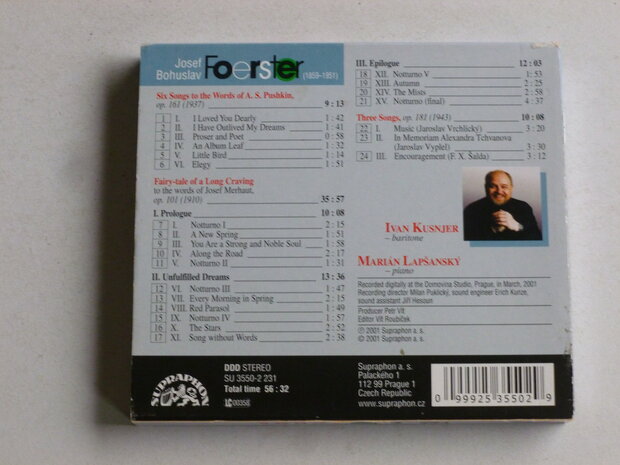 Josef
Bohuslav
Foerster
(1859–1951)
Six Songs to the Words of A. S. Pushkin,
op. 161 (1937) 9 : 13
1 I. I Loved You Dearly 1 : 42
2 II. I Have Outlived My Dreams 1 : 41
3 III. Proser and Poet 0 : 58
4 IV. An Album Leaf 1 : 32
5 V. Little Bird 1 : 14
6 VI. Elegy 1 : 51
Fairy-tale of a Long Craving
to the words of Josef Merhaut,
op. 101 (1910) 35 : 57
I. Prologue 10 : 08
7 I. Notturno I 2 : 15
8 II. A New Spring 1 : 51
9 III. You Are a Strong and Noble Soul 1 : 58
10 IV. Along the Road 2 : 17
11 V. Notturno II 1 : 31
II. Unfulfilled Dreams 13 : 36
12 VI. Notturno III 1 : 47
13 VII. Every Morning in Spring 2 : 15
14 VIII. Red Parasol 1 : 49
15 IX. Notturno IV 2 : 01
16 X. The Stars 2 : 52
17 XI. Song without Words 2 : 38
III. Epilogue 12 : 03
18 XII. Notturno V 1 : 53
19 XIII. Autumn 2 : 25
20 XIV. The Mists 2 : 58
21 XV. Notturno (final) 4 : 37
Three Songs, op. 181 (1943) 10 : 08
22 I. Music (Jaroslav Vrchlický) 3 : 20
23 II. In Memoriam Alexandra Tchvanova
(Jaroslav Vyplel) 3 : 30
24 III. Encouragement (F. X. Šalda) 3 : 12
Ivan Kusnjer
– baritone
Marián Lapšanský
– piano
Recorded digitally at the Domovina Studio, Prague, in March, 2001
Recording director Milan Puklický, sound engineer Erich Kunze,
sound assistant Jiří Hesoun
Producer Petr Vít
Editor Vít Roubíček
℗ 2001 Supraphon a. s.
© 2001 Supraphon a. s.
SUPRAPHON
DDD STEREO
SU 3550-2 231
Total time 56 : 32
LC 00358
Supraphon a. s.
Palackého 1
112 99 Prague 1
Czech Republic
www.supraphon.cz
0 99925 35502 9